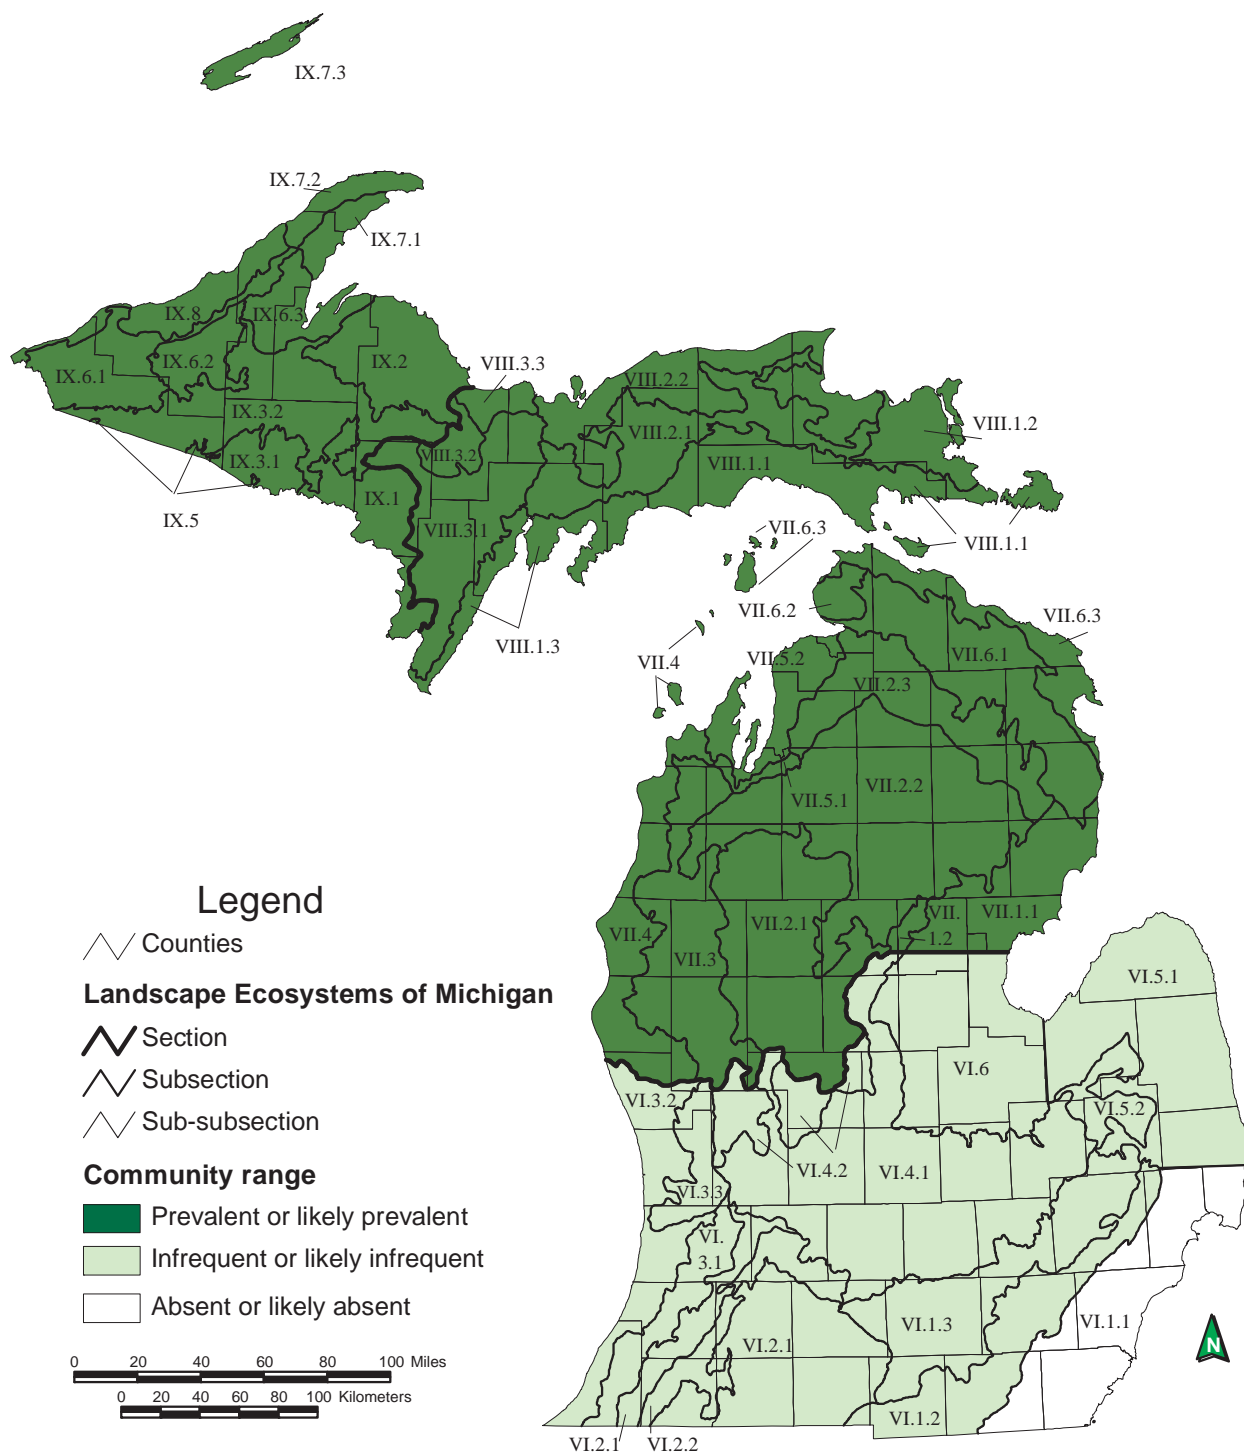 IX.7.3
IX.7.2
IX.7.1
IX.8
IX.6.3
IX.6.2
IX.2
IX.6.1
VIII.3.3
VIII.2.2
IX.3.2
VIII.2.1
VIII.1.2
IX.3.1
VIII.3.2
VIII.1.1
IX.1
IX.5
VIII.3.1
VII.6.3
VIII.1.1
VII.6.2
VII.6.3
VIII.1.3
VII.6.1
VII.4
VII.5.2
VII.2.3
VII.5.1
VII.2.2
Legend
Counties
Landscape Ecosystems of Michigan
Section
Subsection
Sub-subsection
Community range
Prevalent or likely prevalent
Infrequent or likely infrequent
Absent or likely absent
0 20 40 60 80 100 Miles
0 20 40 60 80 100 Kilometers
VII.4
VII.3
VII.2.1
VII.
1.2
VII.1.1
VI.5.1
VI.6
VI.3.2
VI.5.2
VI.4.2
VI.4.1
VI.3.3
VI.
3.1
VI.1.3
VI.1.1
VI.2.1
N
VI.1.2
VI.2.1
VI.2.2